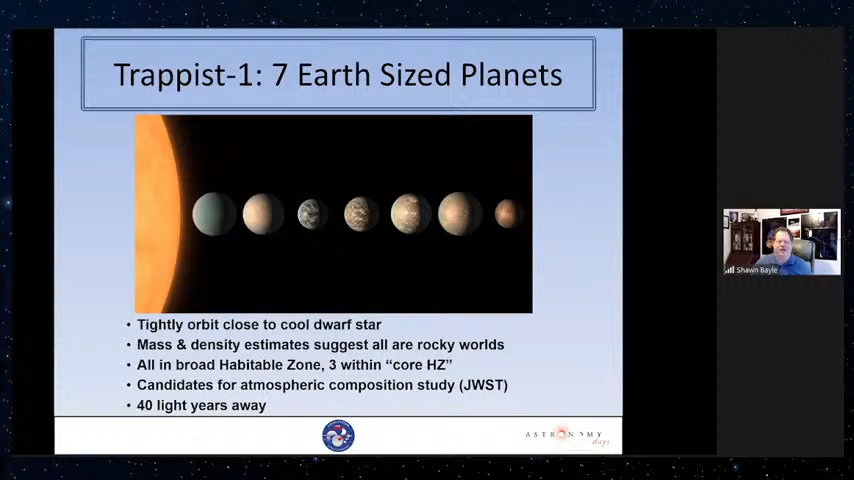 Trappist-1: 7 Earth Sized Planets
• Tightly orbit close to cool dwarf star
• Mass & density estimates suggest all are rocky worlds
• All in broad Habitable Zone, 3 within “core HZ”
• Candidates for atmospheric composition study (JWST)
• 40 light years away
ASTRONOMY
days
Shawn Bayle